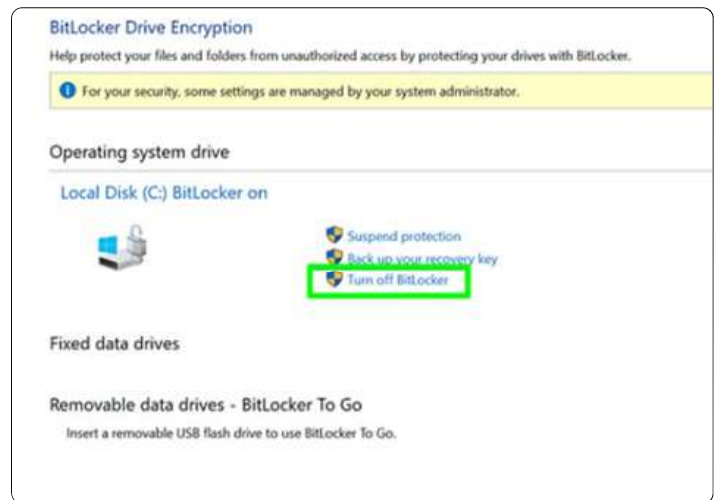 BitLocker Drive Encryption
Help protect your files and folders from unauthorized access by protecting your drives with BitLocker.
For your security, some settings are managed by your system administrator.
Operating system drive
Local Disk (C:) BitLocker on
Suspend protection
Back up your recovery key
Turn off BitLocker
Fixed data drives
Removable data drives - BitLocker To Go
Insert a removable USB flash drive to use BitLocker To Go.